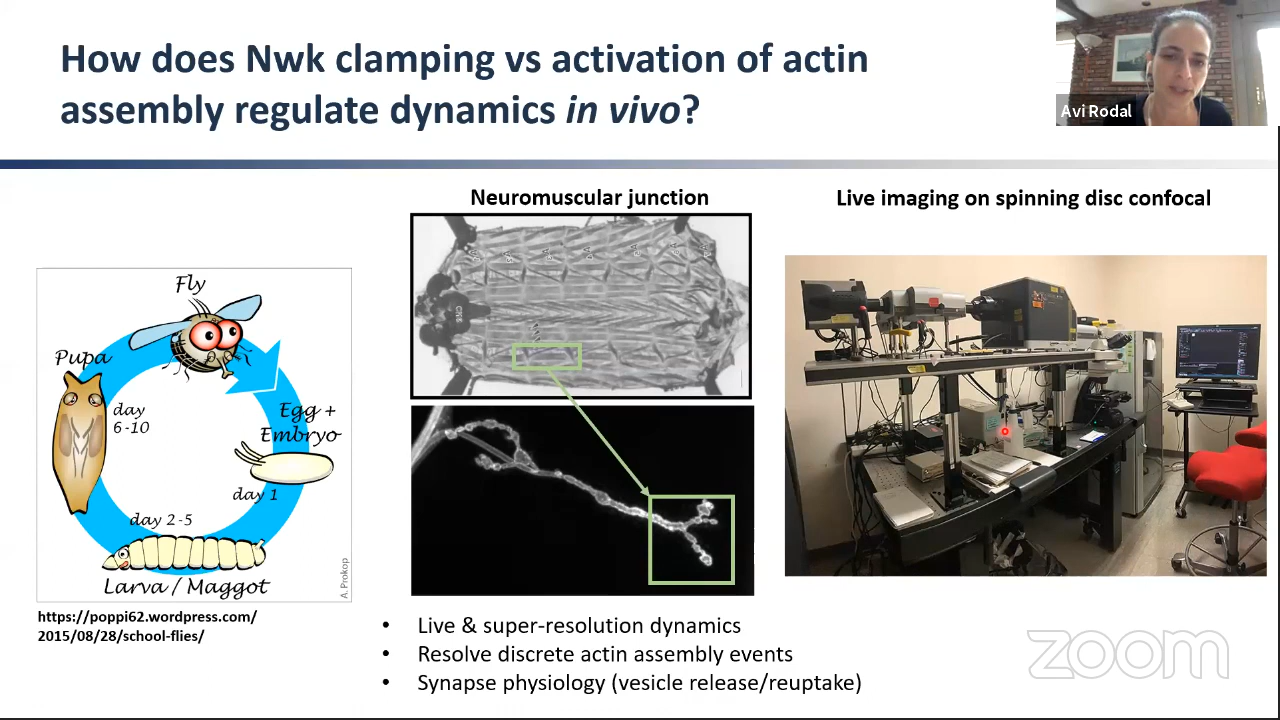 How does Nwk clamping vs activation of actin
assembly regulate dynamics in vivo?
Avi Rodal
Neuromuscular junction
Live imaging on spinning disc confocal
Fly
Pupa
day
6-10
Egg +
Embryo
day 1
day 2-5
Larva / Maggot
A. Prokop
https://poppi62.wordpress.com/
2015/08/28/school-flies/
• Live & super-resolution dynamics
• Resolve discrete actin assembly events
• Synapse physiology (vesicle release/reuptake)
zoom